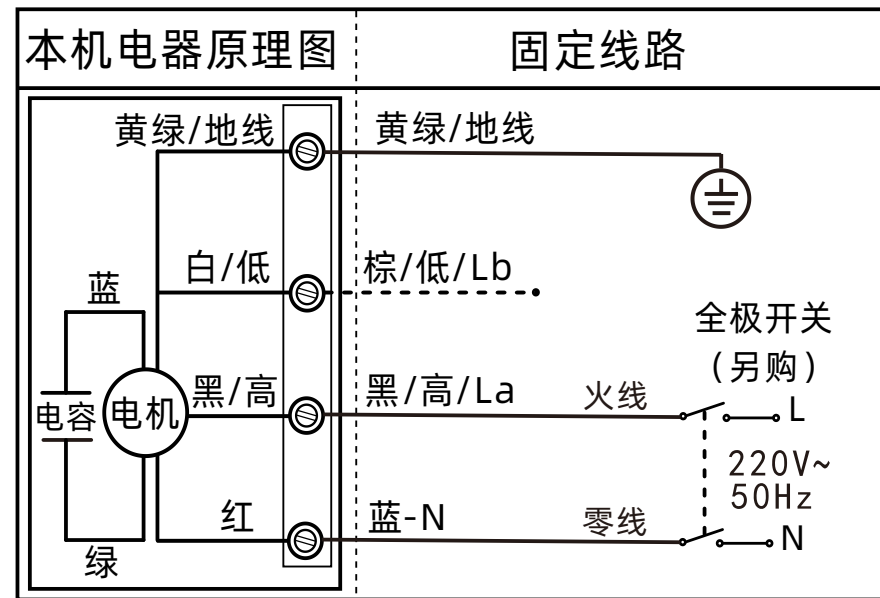 本机电器原理图
固定线路
黄绿/地线
黄绿/地线
白/低
棕/低/Lb
蓝
全极开关
(另购)
电容
电机
黑/高
黑/高/La
火线
L
220V~
50Hz
红
蓝-N
零线
N
绿